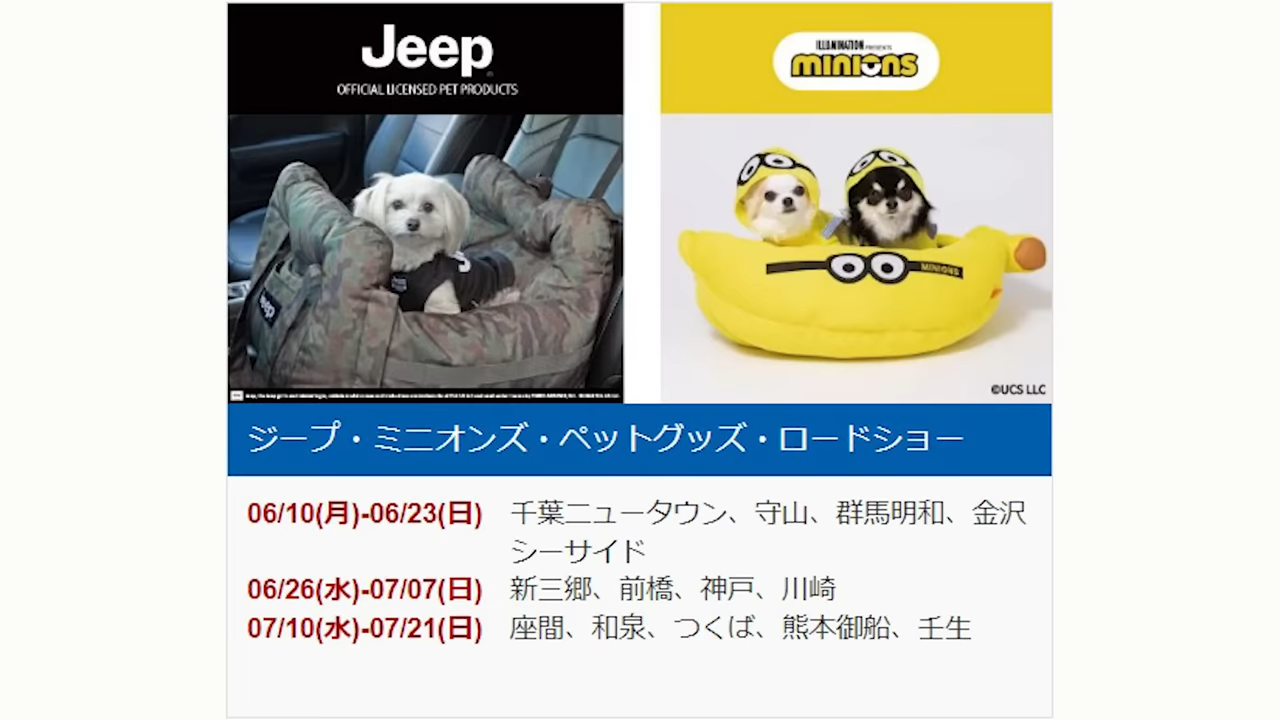 Jeep
OFFICIAL LICENSED PET PRODUCTS
ILLUMINATION PRESENTS
minions
Jeep
MINIONS
©UCS LLC
ジープ・ミニオンズ・ペットグッズ・ロードショー
06/10(月)-06/23(日) 千葉ニュータウン、守山、群馬明和、金沢
シーサイド
06/26(水)-07/07(日) 新三郷、前橋、神戸、川崎
07/10(水)-07/21(日) 座間、和泉、つくば、熊本御船、壬生